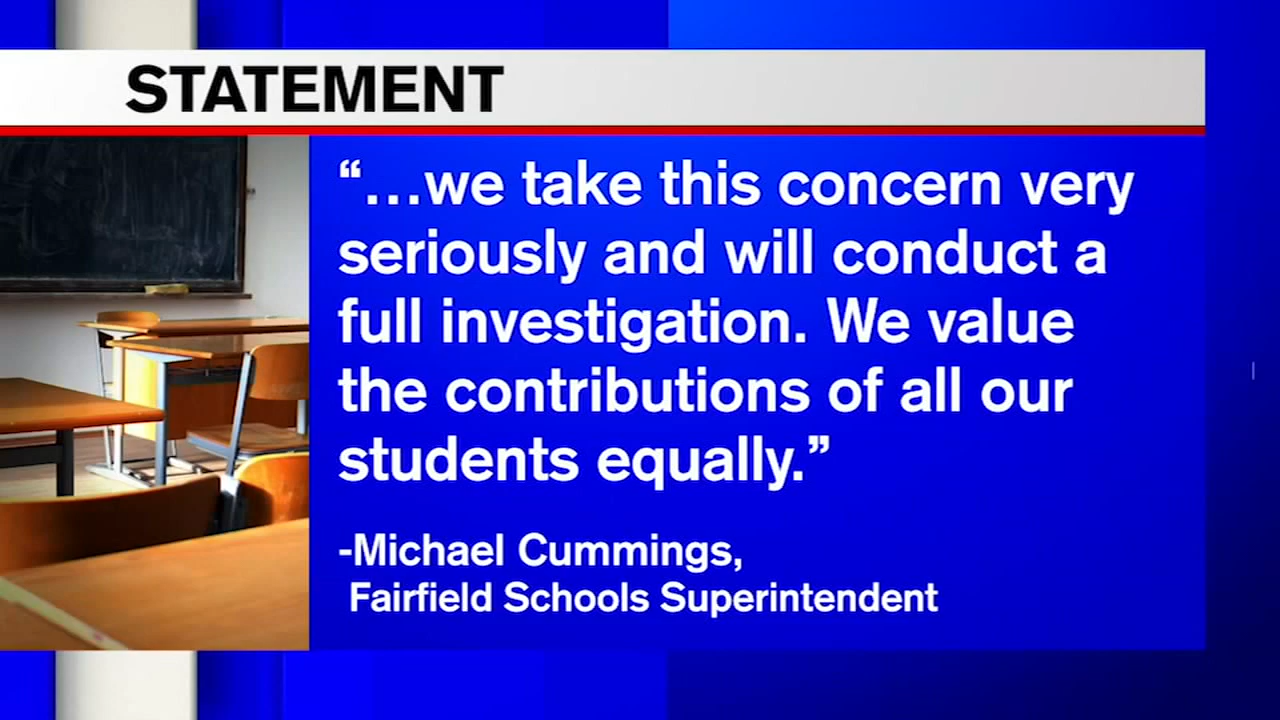 STATEMENT
“...we take this concern very
seriously and will conduct a
full investigation. We value
the contributions of all our
students equally.”
-Michael Cummings,
Fairfield Schools Superintendent